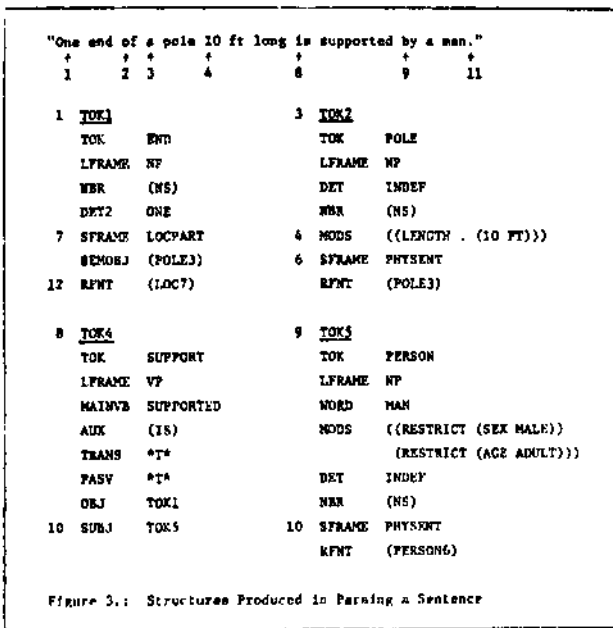 "One end of a pole 10 ft long is supported by a man."
1 2 3 4 8 9 11
1 TOK1
TOK END
LFRAME NP
NBR (NS)
DET2 ONE
7 SFRAME LOCPART
SEMOBJ (POLE3)
12 RFNT (LOC7)
3 TOK2
TOK POLE
LFRAME NP
DET INDEF
NBR (NS)
4 MODS ((LENGTH . (10 FT)))
6 SFRAME PHYSENT
RFNT (POLE3)
8 TOK4
TOK SUPPORT
LFRAME VP
MAINVB SUPPORTED
AUX (IS)
TRANS *T*
PASV *T*
OBJ TOK1
10 SUBJ TOK5
9 TOK5
TOK PERSON
LFRAME NP
WORD MAN
MODS ((RESTRICT (SEX MALE))
(RESTRICT (AGE ADULT)))
DET INDEF
NBR (NS)
10 SFRAME PHYSENT
RFNT (PERSON6)
Figure 3.: Structures Produced in Parsing a Sentence